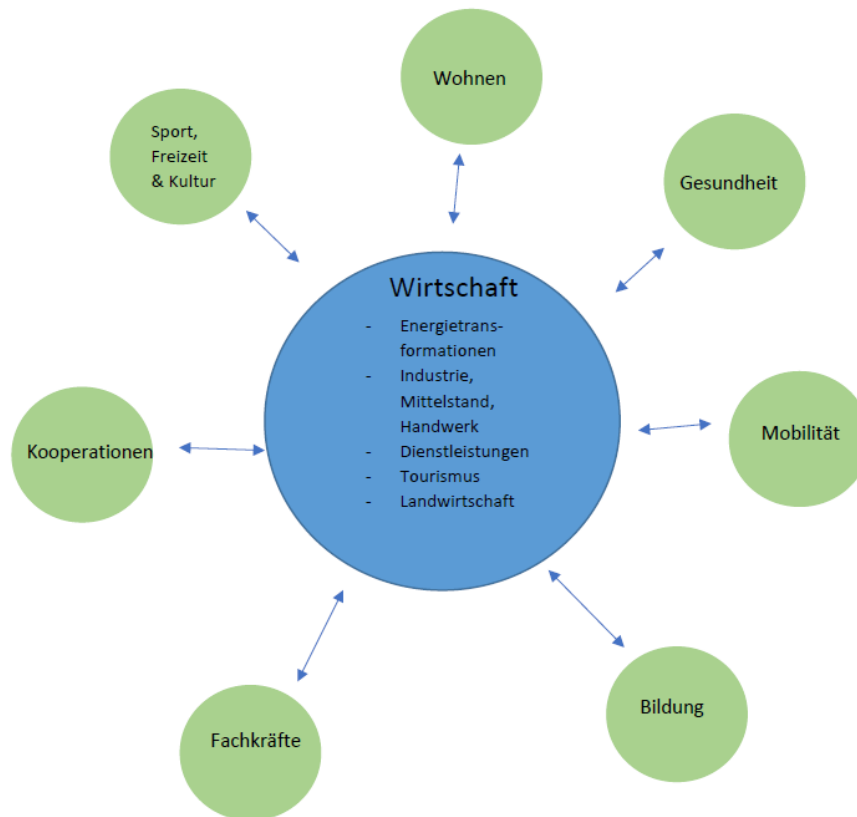 Wohnen
Sport,
Freizeit
& Kultur
Gesundheit
Wirtschaft
- Energietrans-
formationen
- Industrie,
Mittelstand,
Handwerk
- Dienstleistungen
- Tourismus
- Landwirtschaft
Mobilität
Kooperationen
Bildung
Fachkräfte